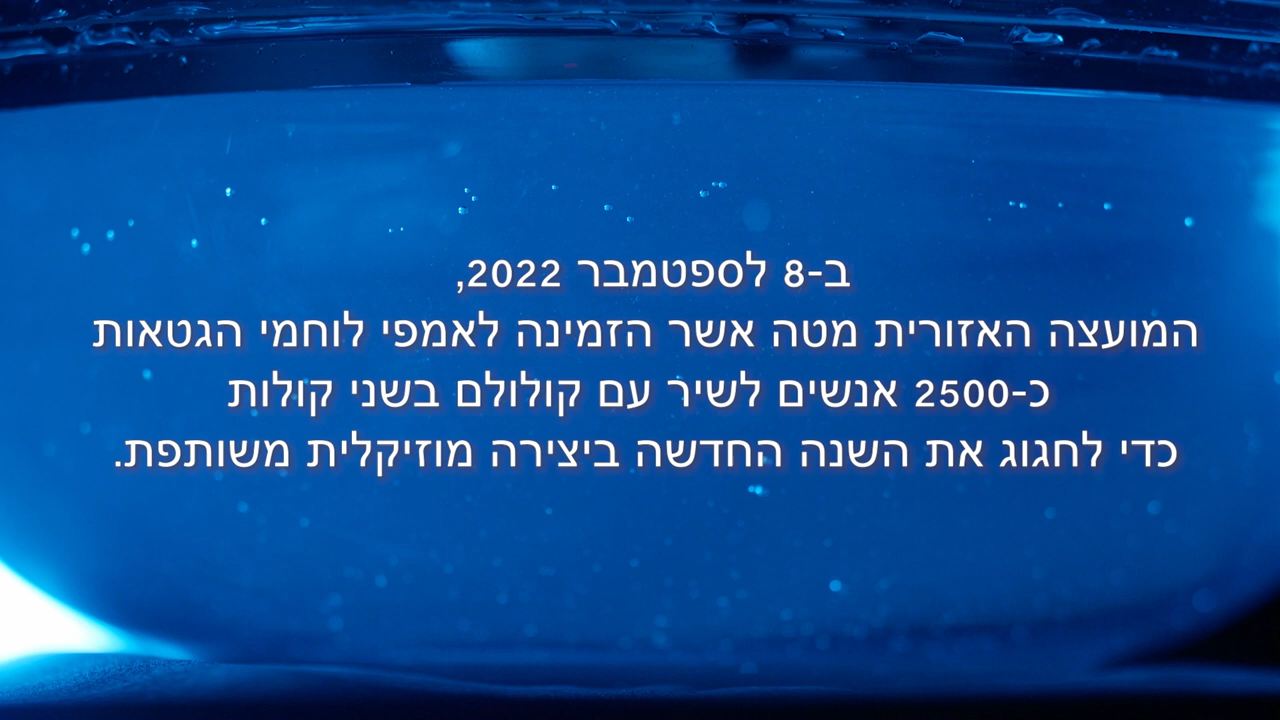 ב-8 לספטמבר 2022,
המועצה האזורית מטה אשר הזמינה לאמפי לוחמי הגטאות
כ-2500 אנשים לשיר עם קולולם בשני קולות
כדי לחגוג את השנה החדשה ביצירה מוזיקלית משותפת.